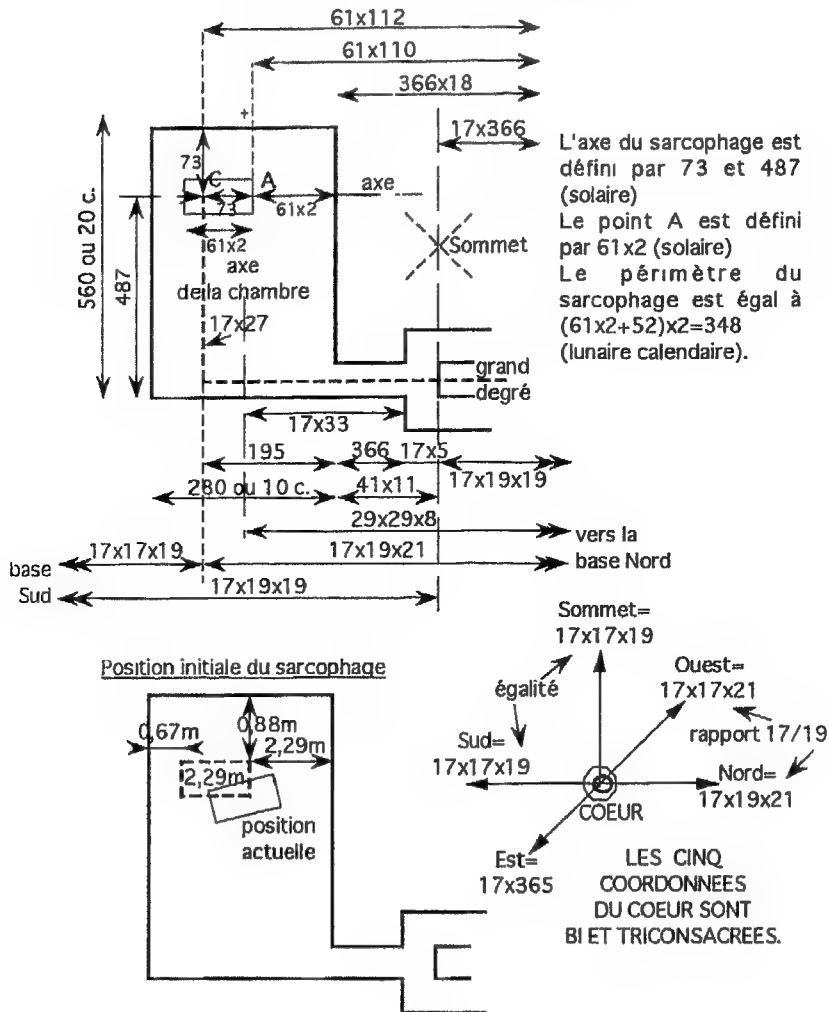 61x112
61x110
366x18
17x366
+
73
C
A
axe
73
61x2
61x2
axe
de la chambre
17x27
560 ou 20 c.
487
Sommet
grand
degré
L'axe du sarcophage est
défini par 73 et 487
(solaire)
Le point A est défini
par 61x2 (solaire)
Le périmètre du
sarcophage est égal à
(61x2+52)x2=348
(lunaire calendaire).
17x33
195
366
17x5
280 ou 10 c.
41x11
17x19x19
29x29x8
vers la
base Nord
17x17x19
17x19x21
base
Sud
17x19x19
Position initiale du sarcophage
0,67m
0,88m
2,29m
2,29m
position
actuelle
Sommet=
17x17x19
égalité
Ouest=
17x17x21
rapport 17/19
Sud=
17x17x19
Nord=
17x19x21
COEUR
Est=
17x365
LES CINQ
COORDONNEES
DU COEUR SONT
BI ET TRICONSACREES.